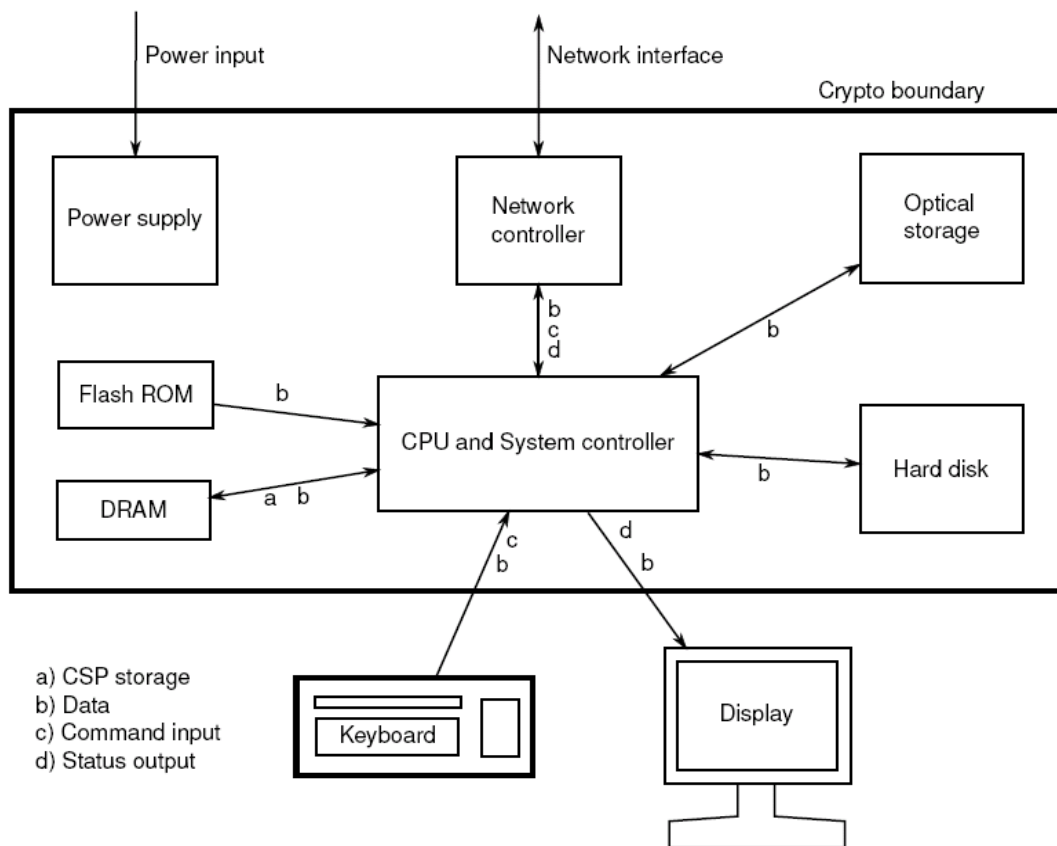 Power input
Network interface
Crypto boundary
Power supply
Network
controller
Optical
storage
b
c
d
b
Flash ROM
b
CPU and System controller
b
Hard disk
DRAM
a b
c
b
d
b
a) CSP storage
b) Data
c) Command input
d) Status output
Keyboard
Display